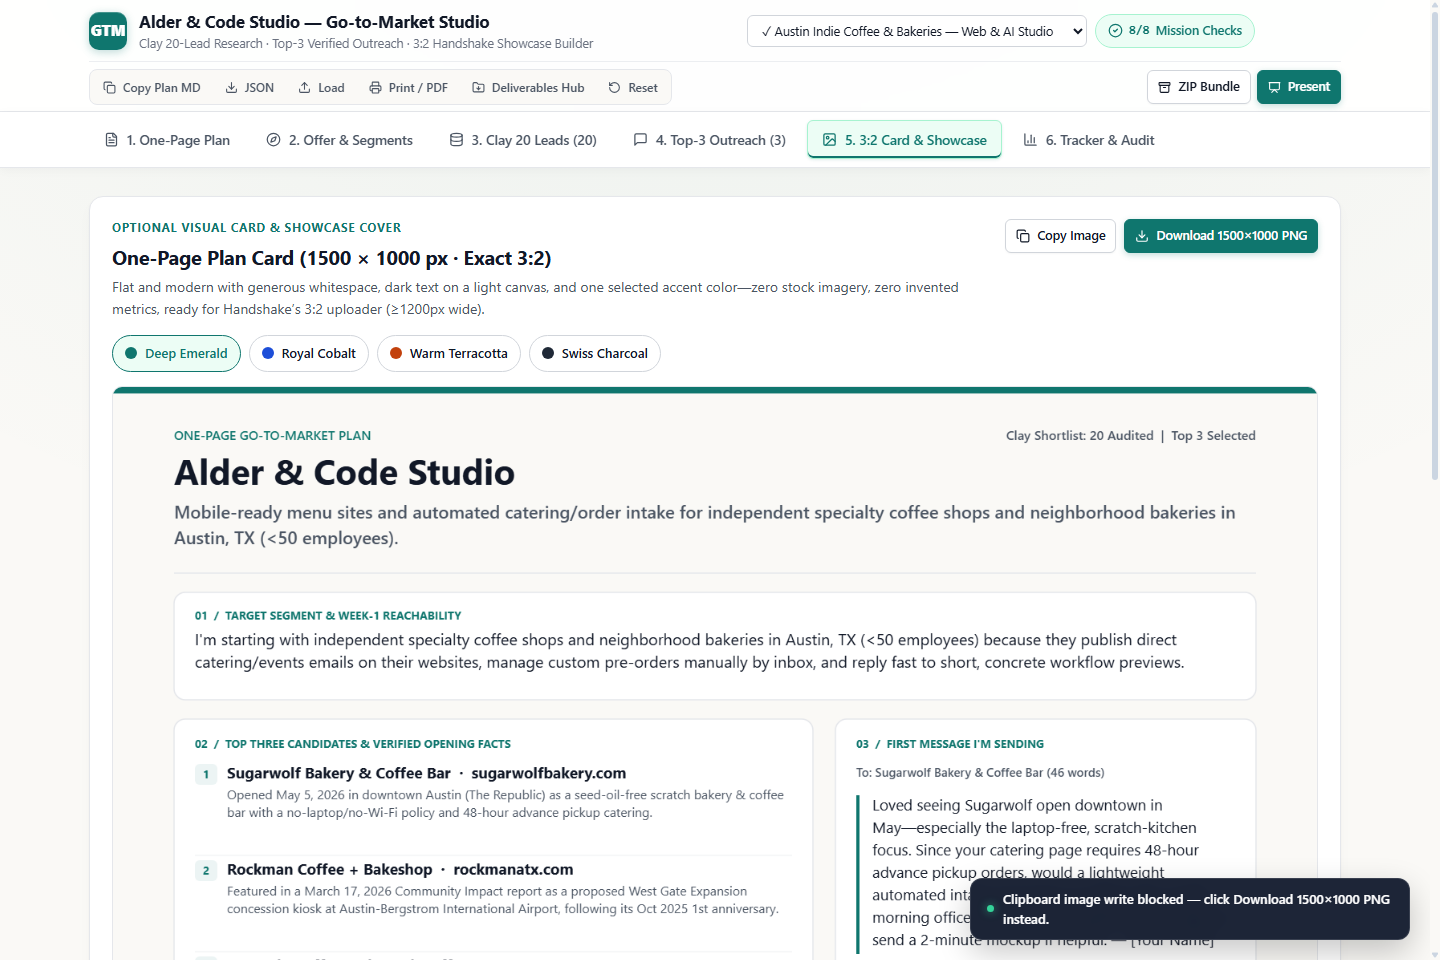 GTM
Alder & Code Studio — Go-to-Market Studio
Clay 20-Lead Research · Top-3 Verified Outreach · 3:2 Handshake Showcase Builder
✓ Austin Indie Coffee & Bakeries — Web & AI Studio
8/8 Mission Checks
Copy Plan MD
JSON
Load
Print / PDF
Deliverables Hub
Reset
ZIP Bundle
Present
1. One-Page Plan
2. Offer & Segments
3. Clay 20 Leads (20)
4. Top-3 Outreach (3)
5. 3:2 Card & Showcase
6. Tracker & Audit
OPTIONAL VISUAL CARD & SHOWCASE COVER
One-Page Plan Card (1500 × 1000 px · Exact 3:2)
Flat and modern with generous whitespace, dark text on a light canvas, and one selected accent color—zero stock imagery, zero invented
metrics, ready for Handshake's 3:2 uploader (≥1200px wide).
Copy Image
Download 1500×1000 PNG
Deep Emerald
Royal Cobalt
Warm Terracotta
Swiss Charcoal
ONE-PAGE GO-TO-MARKET PLAN
Clay Shortlist: 20 Audited | Top 3 Selected
Alder & Code Studio
Mobile-ready menu sites and automated catering/order intake for independent specialty coffee shops and neighborhood bakeries in
Austin, TX (<50 employees).
01 / TARGET SEGMENT & WEEK-1 REACHABILITY
I'm starting with independent specialty coffee shops and neighborhood bakeries in Austin, TX (<50 employees) because they publish direct
catering/events emails on their websites, manage custom pre-orders manually by inbox, and reply fast to short, concrete workflow previews.
02 / TOP THREE CANDIDATES & VERIFIED OPENING FACTS
1
Sugarwolf Bakery & Coffee Bar · sugarwolfbakery.com
Opened May 5, 2026 in downtown Austin (The Republic) as a seed-oil-free scratch bakery & coffee
bar with a no-laptop/no-Wi-Fi policy and 48-hour advance pickup catering.
2
Rockman Coffee + Bakeshop · rockmanatx.com
Featured in a March 17, 2026 Community Impact report as a proposed West Gate Expansion
concession kiosk at Austin-Bergstrom International Airport, following its Oct 2025 1st anniversary.
03 / FIRST MESSAGE I'M SENDING
To: Sugarwolf Bakery & Coffee Bar (46 words)
Loved seeing Sugarwolf open downtown in
May—especially the laptop-free, scratch-kitchen
focus. Since your catering page requires 48-hour
advance pickup orders, would a lightweight
automated
morning office
send a 2-minute mockup if helpful. — [Your Name]
Clipboard image write blocked — click Download 1500×1000 PNG
instead.